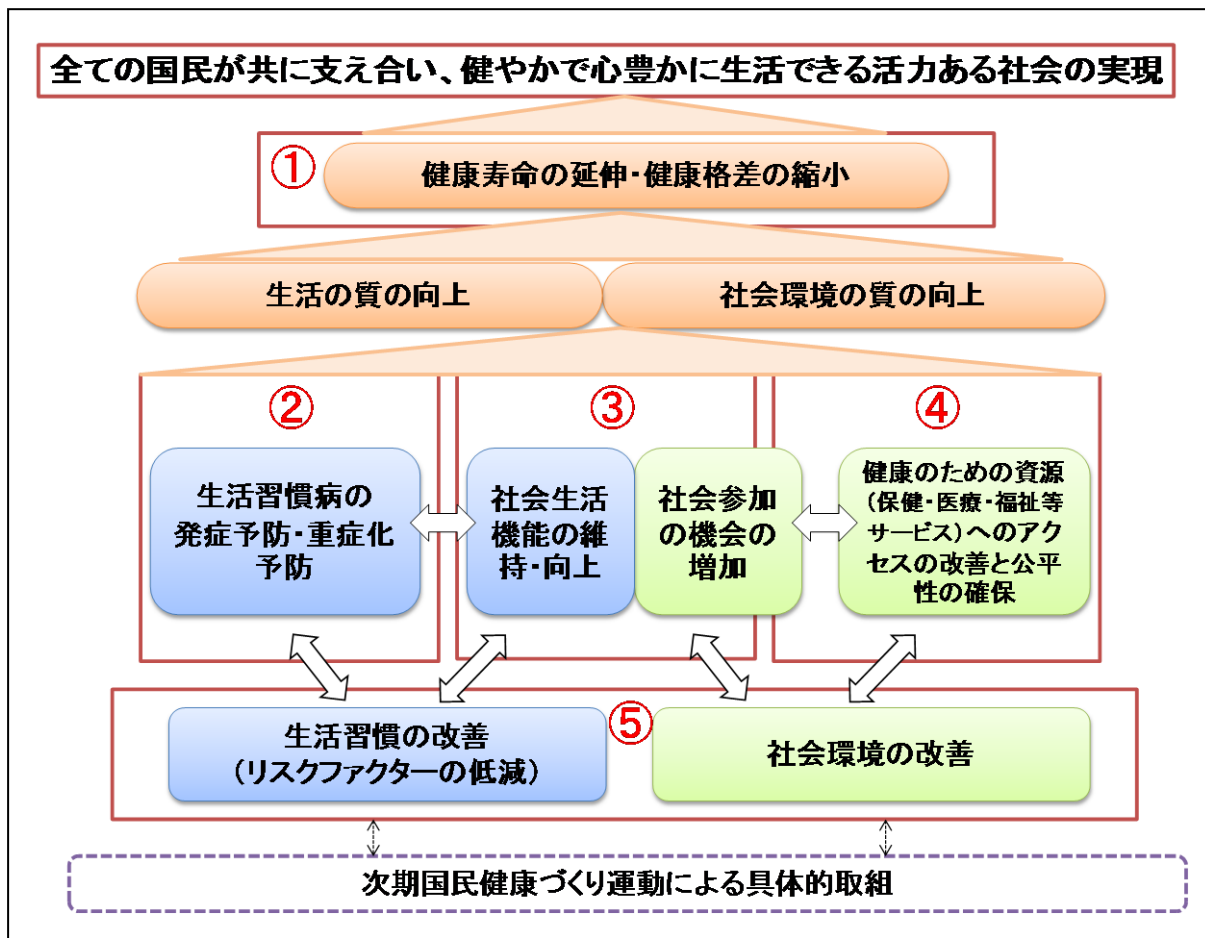 全ての国民が共に支え合い、健やかで心豊かに生活できる活力ある社会の実現
①
健康寿命の延伸・健康格差の縮小
生活の質の向上
社会環境の質の向上
②
③
④
生活習慣病の
発症予防・重症化
予防
社会生活
機能の維
持・向上
社会参加
の機会の
増加
健康のための資源
(保健・医療・福祉等
サービス)へのアク
セスの改善と公平
性の確保
生活習慣の改善
(リスクファクターの低減)
⑤
社会環境の改善
次期国民健康づくり運動による具体的取組